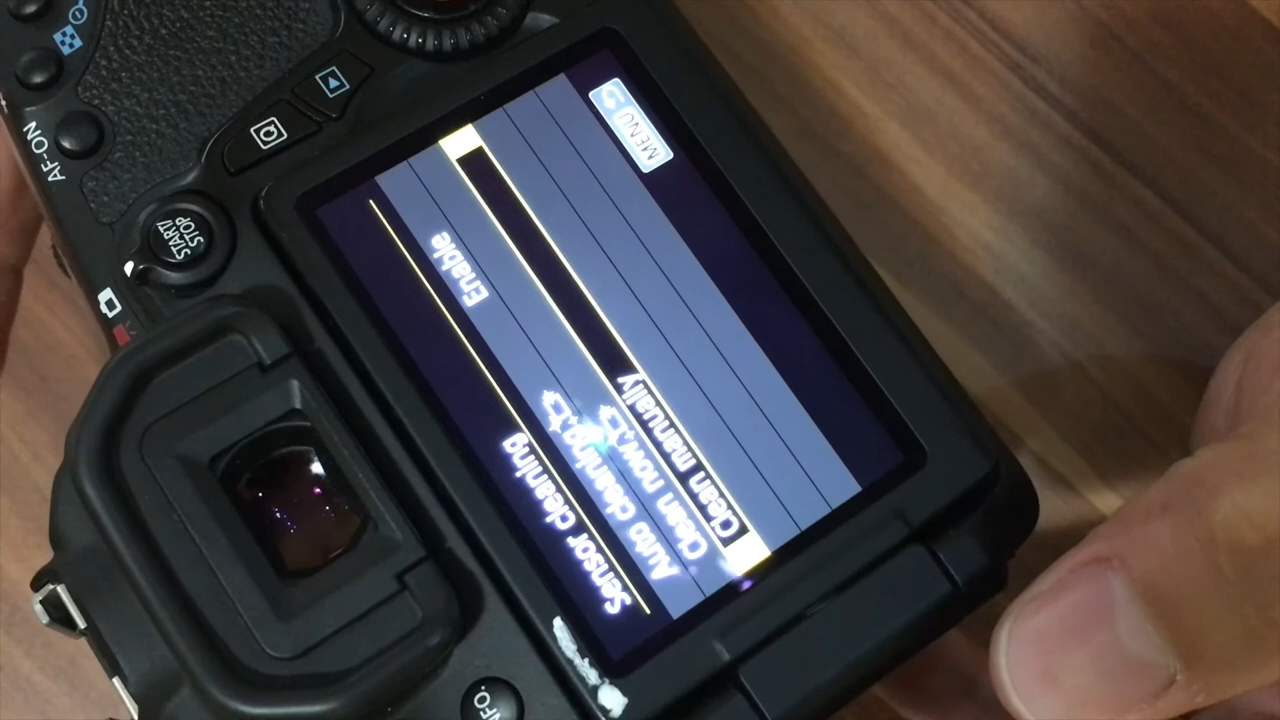 Sensor cleaning
Auto cleaning Enable
Clean now
Clean manually
MENU
AF-ON
Q
START/
STOP
INFO.